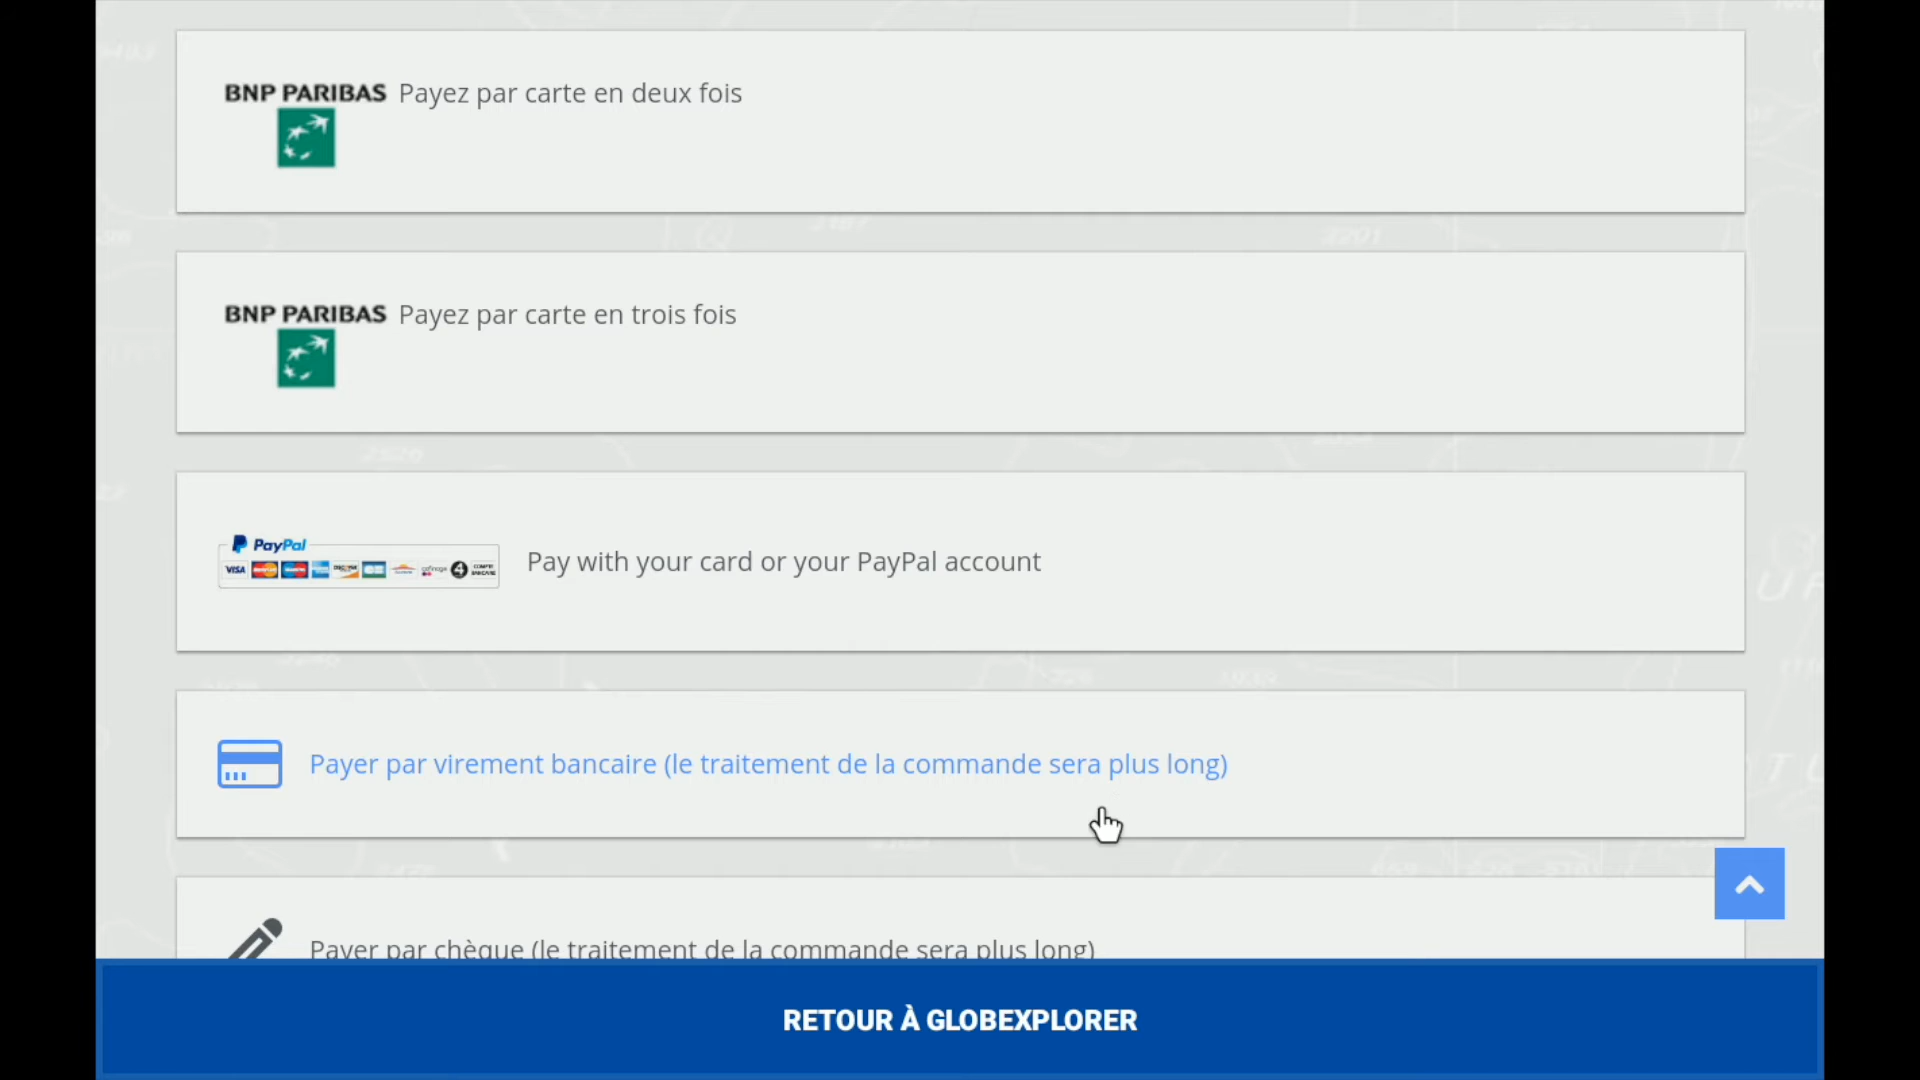 BNP PARIBAS Payez par carte en deux fois
BNP PARIBAS Payez par carte en trois fois
PayPal
VISA
Pay with your card or your PayPal account
Payer par virement bancaire (le traitement de la commande sera plus long)
Payer par chèque (le traitement de la commande sera plus long)
RETOUR À GLOBEXPLORER